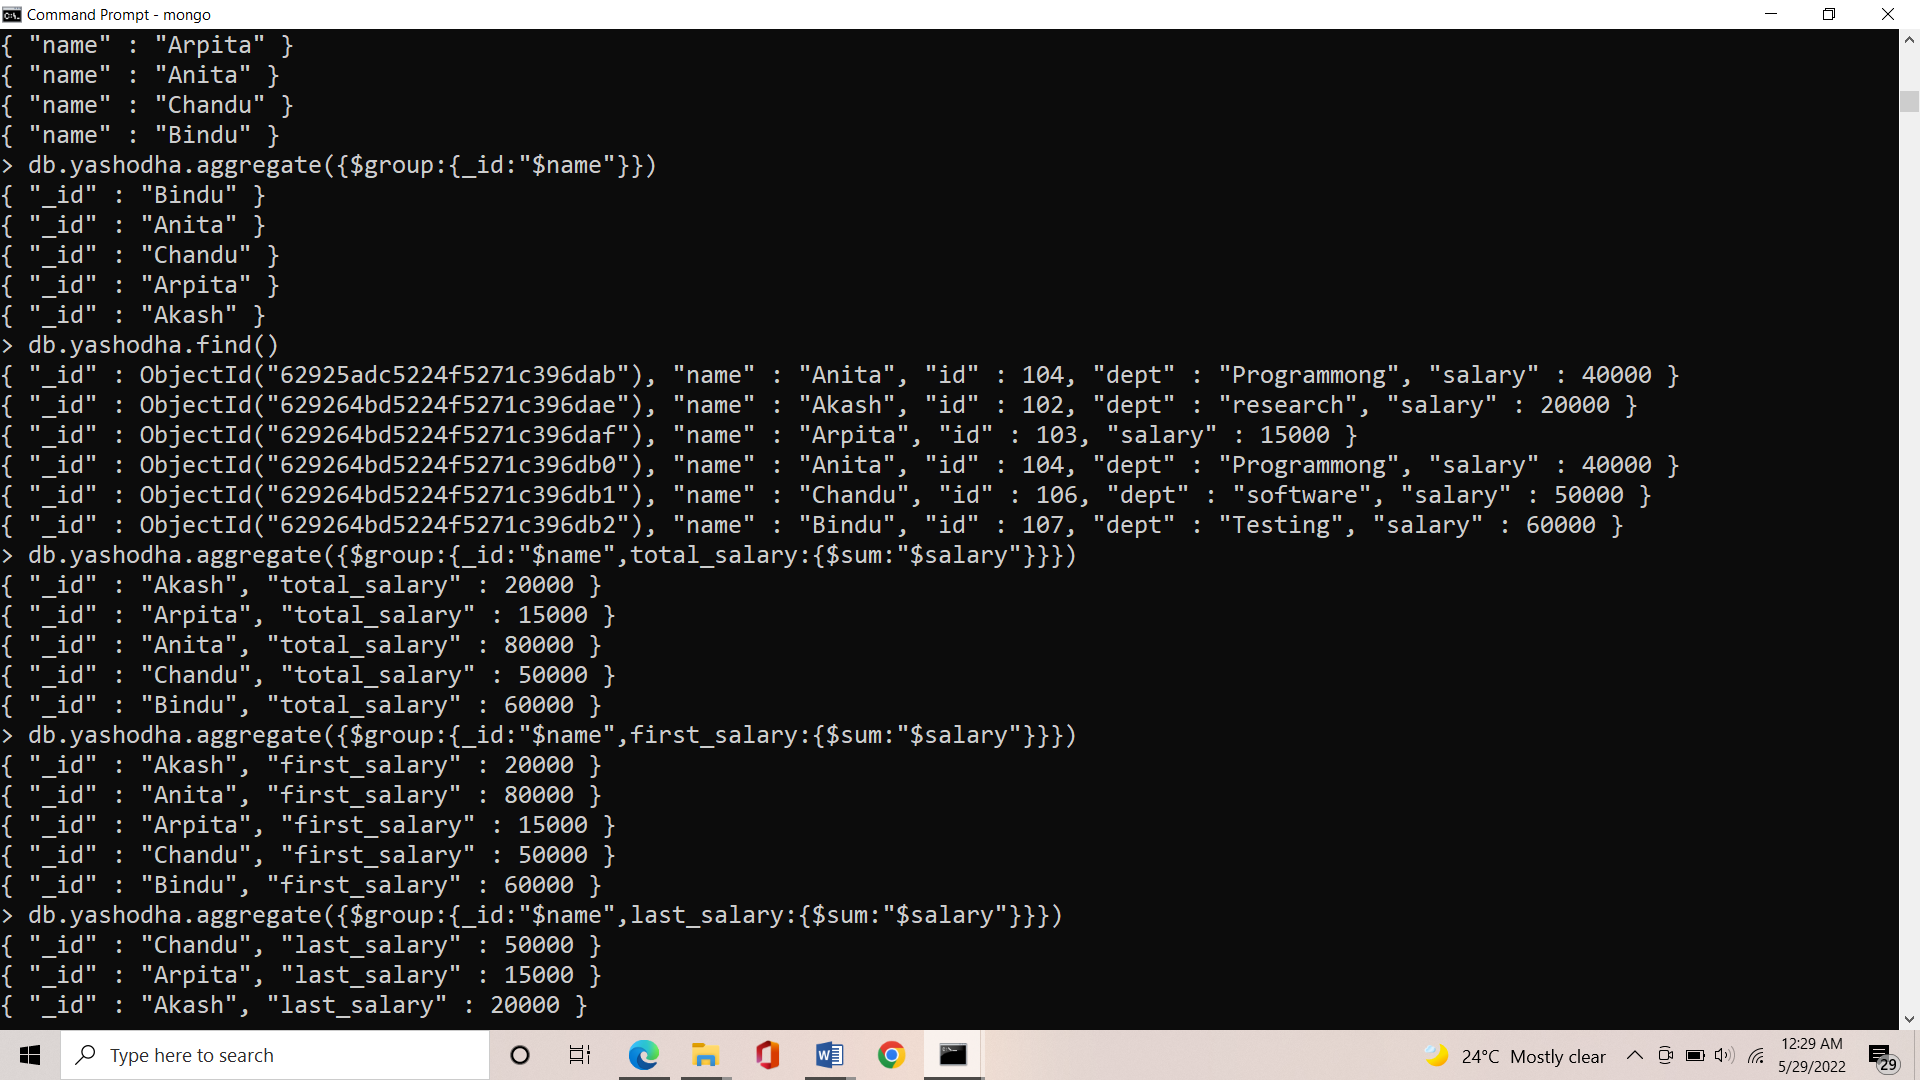 Command Prompt - mongo
{ "name" : "Arpita" }
{ "name" : "Anita" }
{ "name" : "Chandu" }
{ "name" : "Bindu" }
> db.yashodha.aggregate({$group:{_id:"$name"}})
{ "_id" : "Bindu" }
{ "_id" : "Anita" }
{ "_id" : "Chandu" }
{ "_id" : "Arpita" }
{ "_id" : "Akash" }
> db.yashodha.find()
{ "_id" : ObjectId("62925adc5224f5271c396dab"), "name" : "Anita", "id" : 104, "dept" : "Programmong", "salary" : 40000 }
{ "_id" : ObjectId("629264bd5224f5271c396dae"), "name" : "Akash", "id" : 102, "dept" : "research", "salary" : 20000 }
{ "_id" : ObjectId("629264bd5224f5271c396daf"), "name" : "Arpita", "id" : 103, "salary" : 15000 }
{ "_id" : ObjectId("629264bd5224f5271c396db0"), "name" : "Anita", "id" : 104, "dept" : "Programmong", "salary" : 40000 }
{ "_id" : ObjectId("629264bd5224f5271c396db1"), "name" : "Chandu", "id" : 106, "dept" : "software", "salary" : 50000 }
{ "_id" : ObjectId("629264bd5224f5271c396db2"), "name" : "Bindu", "id" : 107, "dept" : "Testing", "salary" : 60000 }
> db.yashodha.aggregate({$group:{_id:"$name",total_salary:{$sum:"$salary"}}})
{ "_id" : "Akash", "total_salary" : 20000 }
{ "_id" : "Arpita", "total_salary" : 15000 }
{ "_id" : "Anita", "total_salary" : 80000 }
{ "_id" : "Chandu", "total_salary" : 50000 }
{ "_id" : "Bindu", "total_salary" : 60000 }
> db.yashodha.aggregate({$group:{_id:"$name",first_salary:{$sum:"$salary"}}})
{ "_id" : "Akash", "first_salary" : 20000 }
{ "_id" : "Anita", "first_salary" : 80000 }
{ "_id" : "Arpita", "first_salary" : 15000 }
{ "_id" : "Chandu", "first_salary" : 50000 }
{ "_id" : "Bindu", "first_salary" : 60000 }
> db.yashodha.aggregate({$group:{_id:"$name",last_salary:{$sum:"$salary"}}})
{ "_id" : "Chandu", "last_salary" : 50000 }
{ "_id" : "Arpita", "last_salary" : 15000 }
{ "_id" : "Akash", "last_salary" : 20000 }
Type here to search
24°C Mostly clear
12:29 AM
5/29/2022
29